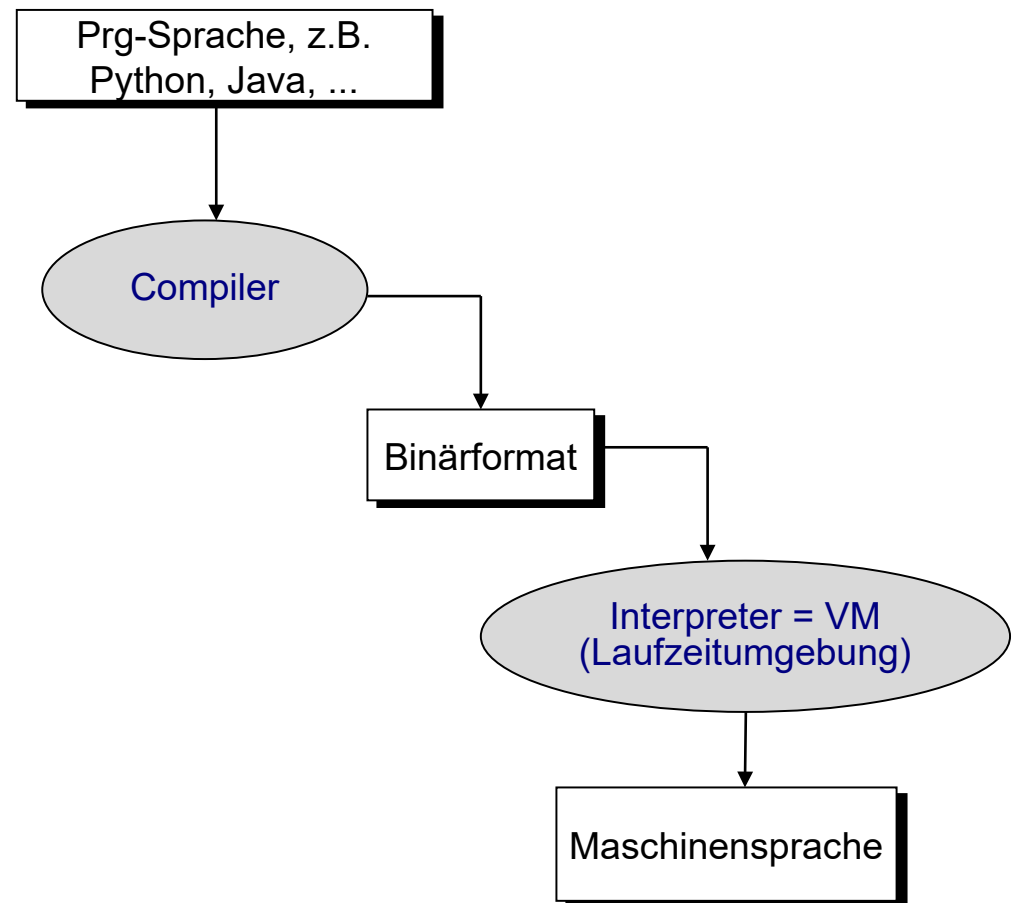 Prg-Sprache, z.B.
Python, Java, ...
Compiler
Binärformat
Interpreter = VM
(Laufzeitumgebung)
Maschinensprache